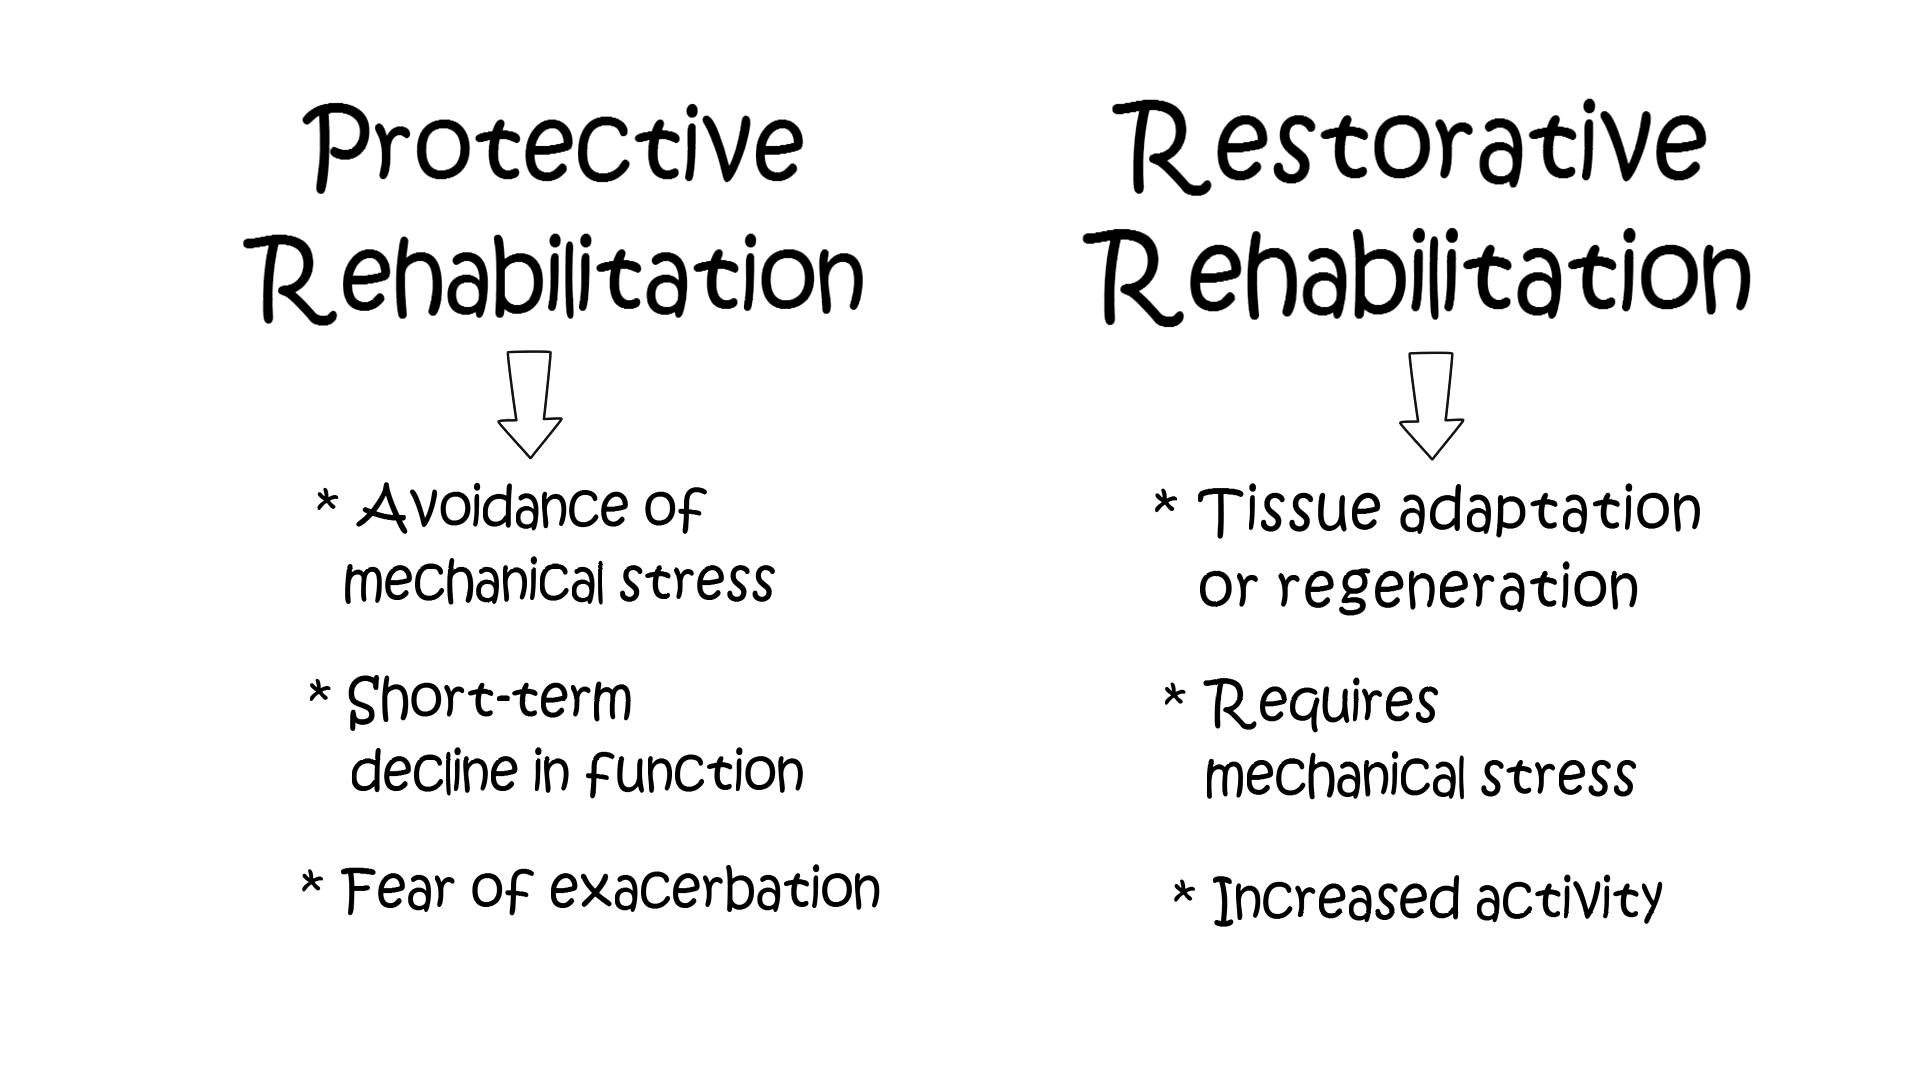 Protective
Rehabilitation
* Avoidance of
mechanical stress
* Short-term
decline in function
* Fear of exacerbation
Restorative
Rehabilitation
* Tissue adaptation
or regeneration
* Requires
mechanical stress
* Increased activity